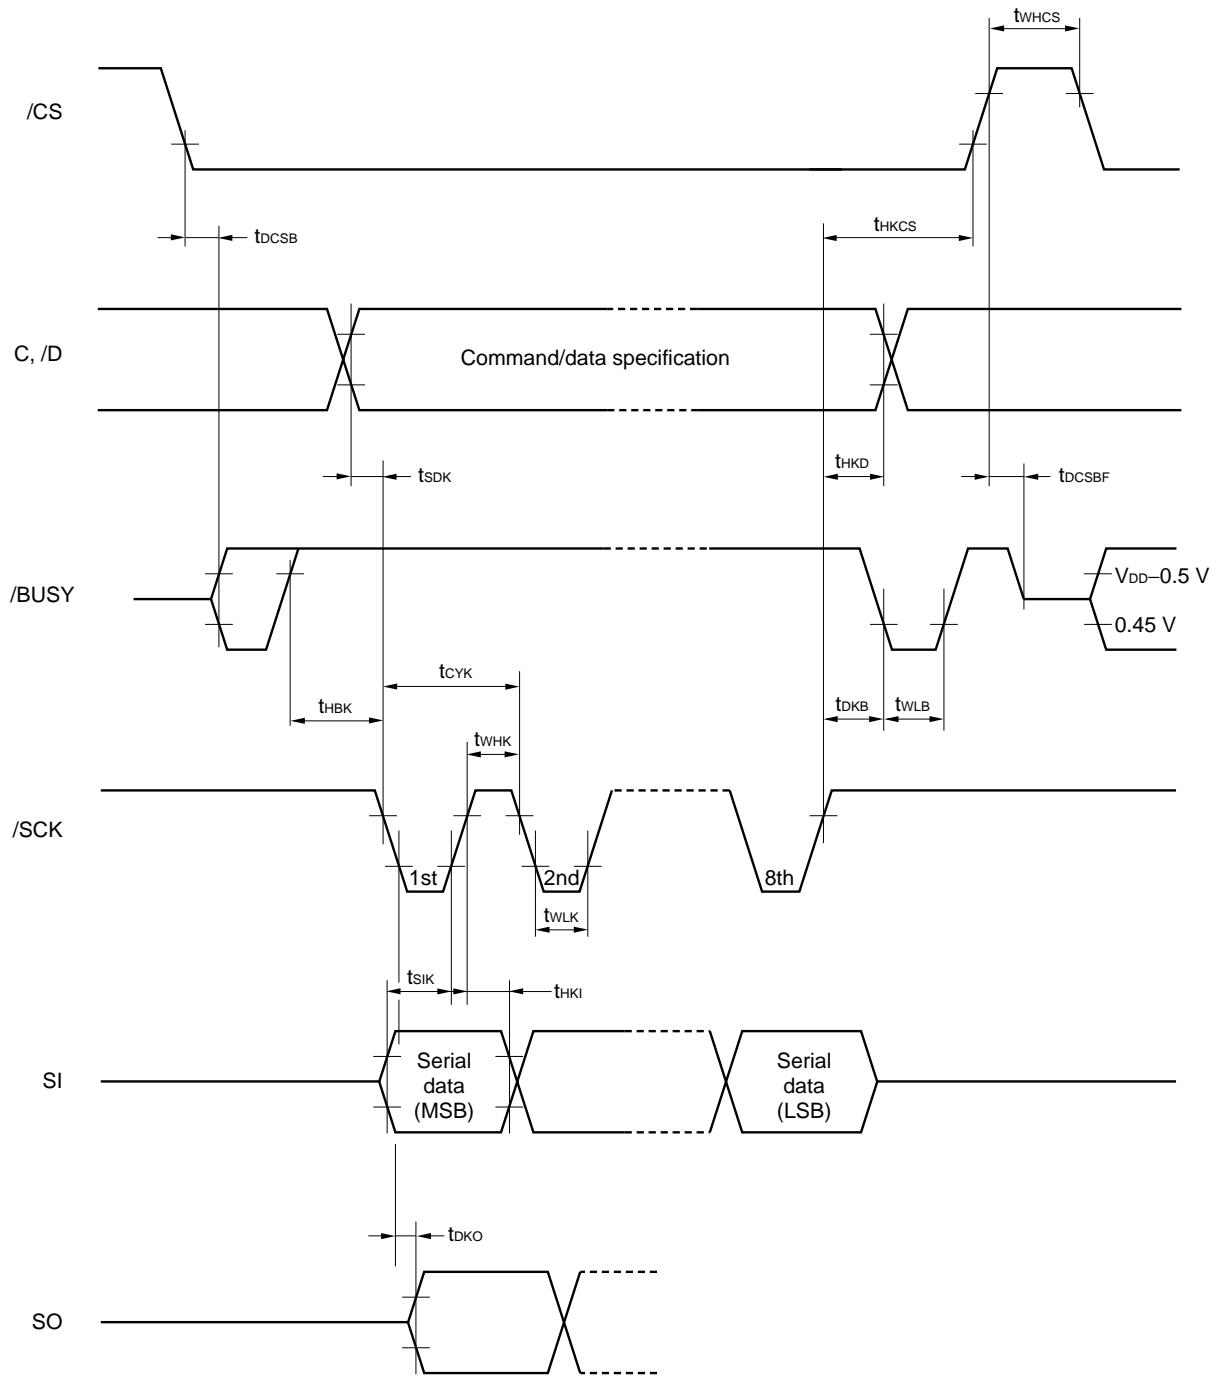 tWHCS
/CS
tDCSB
tHKCS
C, /D
Command/data specification
tSDK
tHKD
tDCSBF
/BUSY
VDD–0.5 V
0.45 V
tCYK
tHBK
tDKB
tWLB
tWHK
/SCK
1st
2nd
8th
tWLK
tSIK
tHKI
SI
Serial
data
(MSB)
Serial
data
(LSB)
tDKO
SO